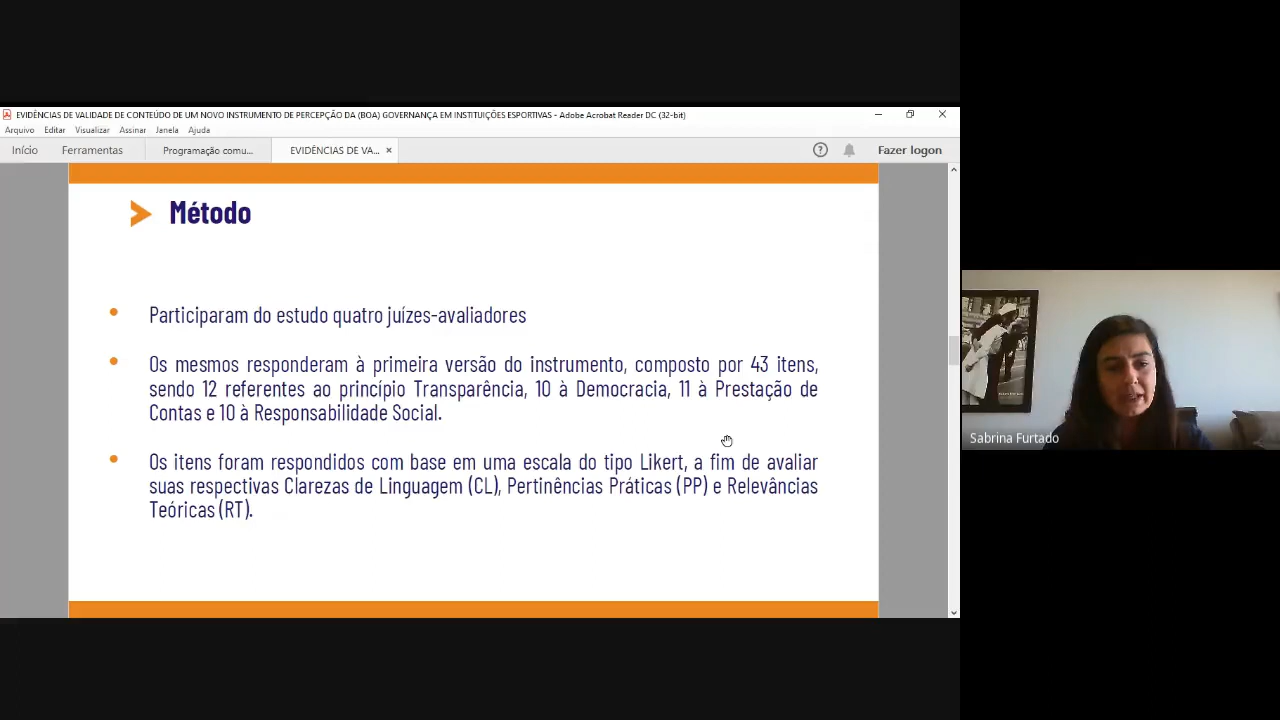 EVIDÊNCIAS DE VALIDADE DE CONTEÚDO DE UM NOVO INSTRUMENTO DE PERCEPÇÃO DA (BOA) GOVERNANÇA EM INSTITUIÇÕES ESPORTIVAS - Adobe Acrobat Reader DC (32-bit)
Arquivo Editar Visualizar Assinar Janela Ajuda
Início Ferramentas Programação comu... EVIDÊNCIAS DE VA... Fazer logon
Método
• Participaram do estudo quatro juízes-avaliadores
• Os mesmos responderam à primeira versão do instrumento, composto por 43 itens,
sendo 12 referentes ao princípio Transparência, 10 à Democracia, 11 à Prestação de
Contas e 10 à Responsabilidade Social.
• Os itens foram respondidos com base em uma escala do tipo Likert, a fim de avaliar
suas respectivas Clarezas de Linguagem (CL), Pertinências Práticas (PP) e Relevâncias
Teóricas (RT).
Sabrina Furtado